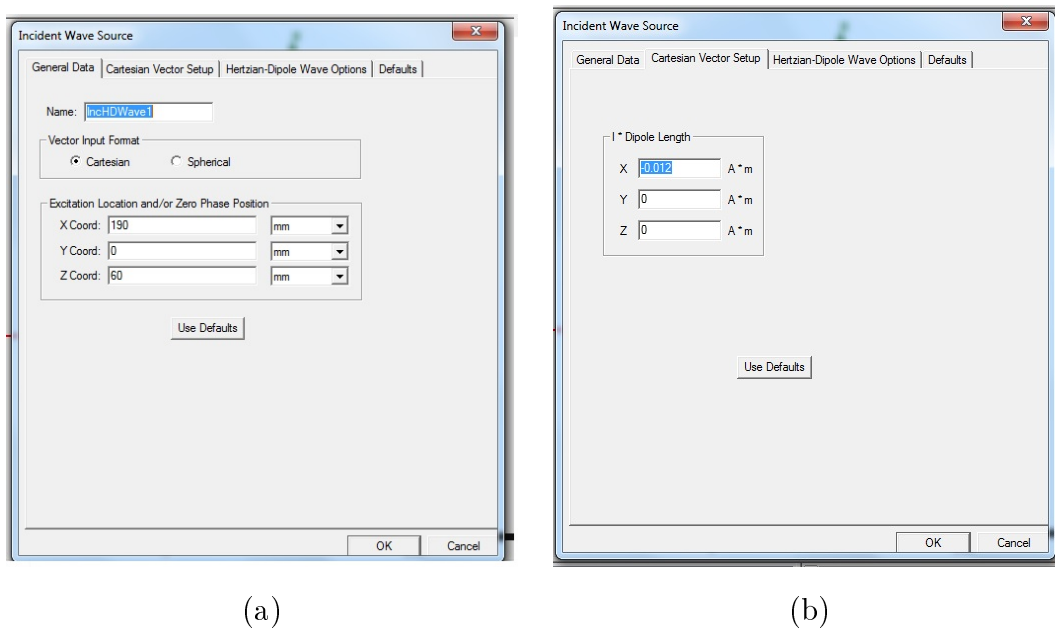 Incident Wave Source
General Data Cartesian Vector Setup Hertzian-Dipole Wave Options Defaults
Name: IncHDWave1
Vector Input Format
Cartesian Spherical
Excitation Location and/or Zero Phase Position
X Coord: 190 mm
Y Coord: 0 mm
Z Coord: 60 mm
Use Defaults
OK Cancel
(a)
Incident Wave Source
General Data Cartesian Vector Setup Hertzian-Dipole Wave Options Defaults
I * Dipole Length
X -0.012 A*m
Y 0 A*m
Z 0 A*m
Use Defaults
OK Cancel
(b)